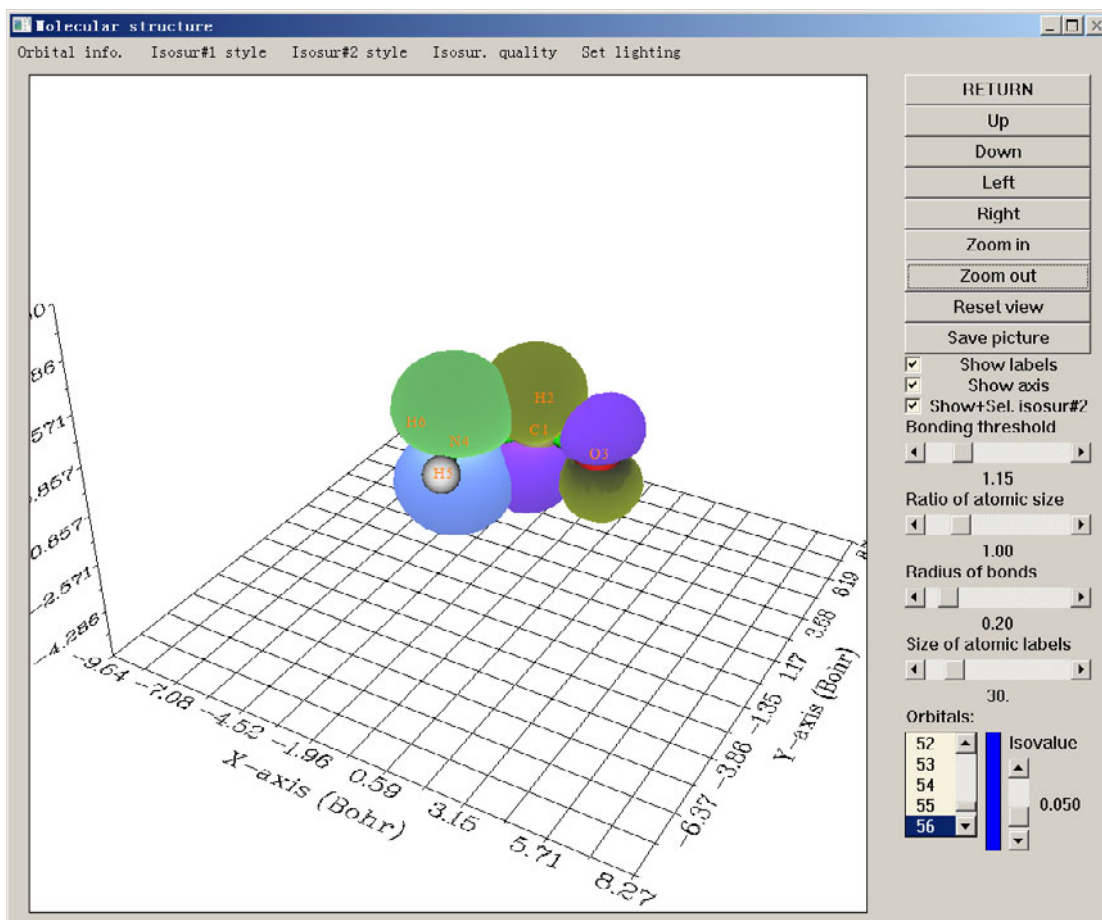 Molecular structure
Orbital info. Isosur#1 style Isosur#2 style Isosur. quality Set lighting
RETURN
Up
Down
Left
Right
Zoom in
Zoom out
Reset view
Save picture
Show labels
Show axis
Show+Sel. isosur#2
Bonding threshold
1.15
Ratio of atomic size
1.00
Radius of bonds
0.20
Size of atomic labels
30.
Orbitals:
52
53
54
55
56
Isovalue
0.050
H2
H6
N4
C1
O3
H5
0.857
-2.571
-4.286
-9.64
-7.08
-4.52
-1.96
0.59
3.15
5.71
8.27
X-axis (Bohr)
6.19
3.68
1.17
-1.35
-3.86
-6.37
Y-axis (Bohr)